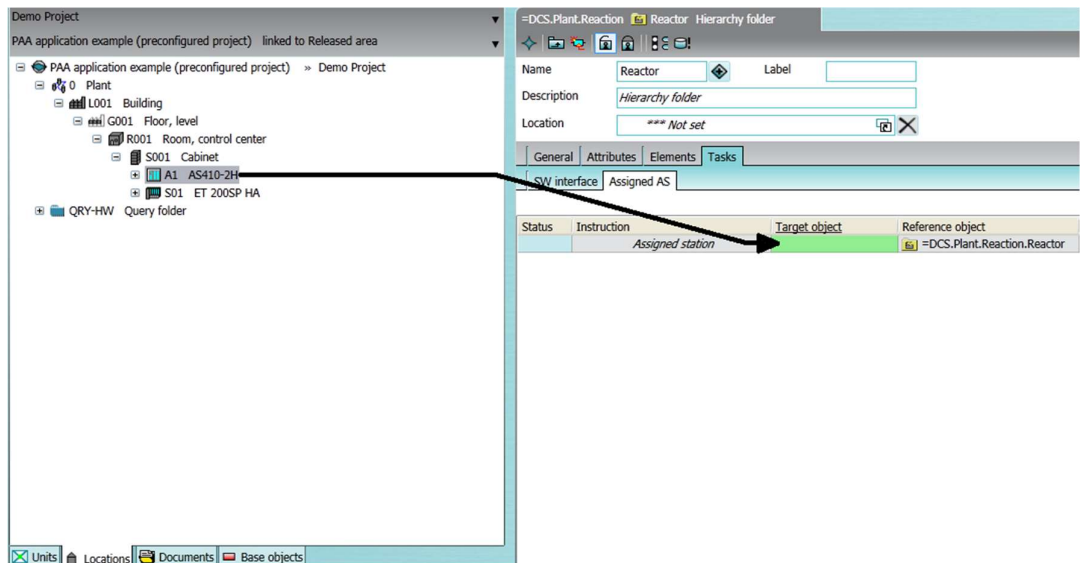 Demo Project
PAA application example (preconfigured project) linked to Released area
PAA application example (preconfigured project) » Demo Project
0 Plant
L001 Building
G001 Floor, level
R001 Room, control center
S001 Cabinet
A1 AS410-2H
S01 ET 200SP HA
QRY-HW Query folder
Units Locations Documents Base objects
=DCS.Plant.Reaction Reactor Hierarchy folder
Name Reactor Label
Description Hierarchy folder
Location *** Not set
General Attributes Elements Tasks
SW interface Assigned AS
Status Instruction Target object Reference object
Assigned station =DCS.Plant.Reaction.Reactor